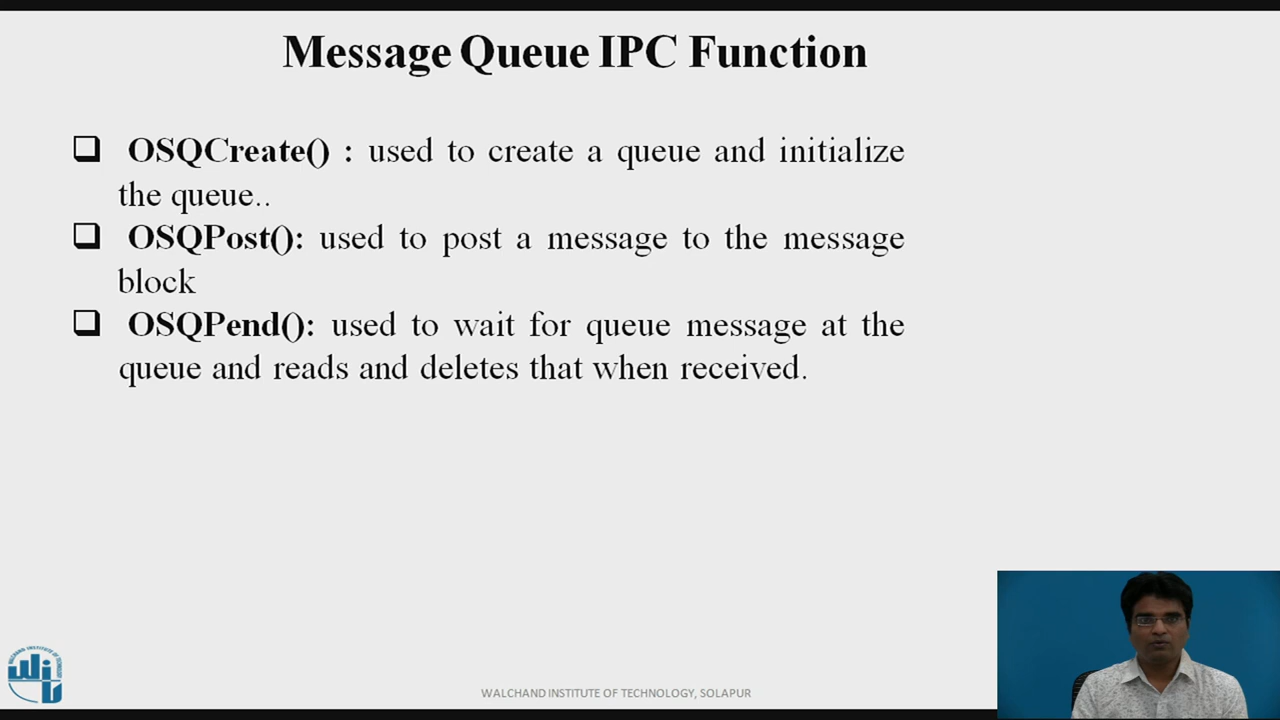 Message Queue IPC Function
OSQCreate() : used to create a queue and initialize
the queue..
OSQPost(): used to post a message to the message
block
OSQPend(): used to wait for queue message at the
queue and reads and deletes that when received.
WALCHAND INSTITUTE OF TECHNOLOGY, SOLAPUR